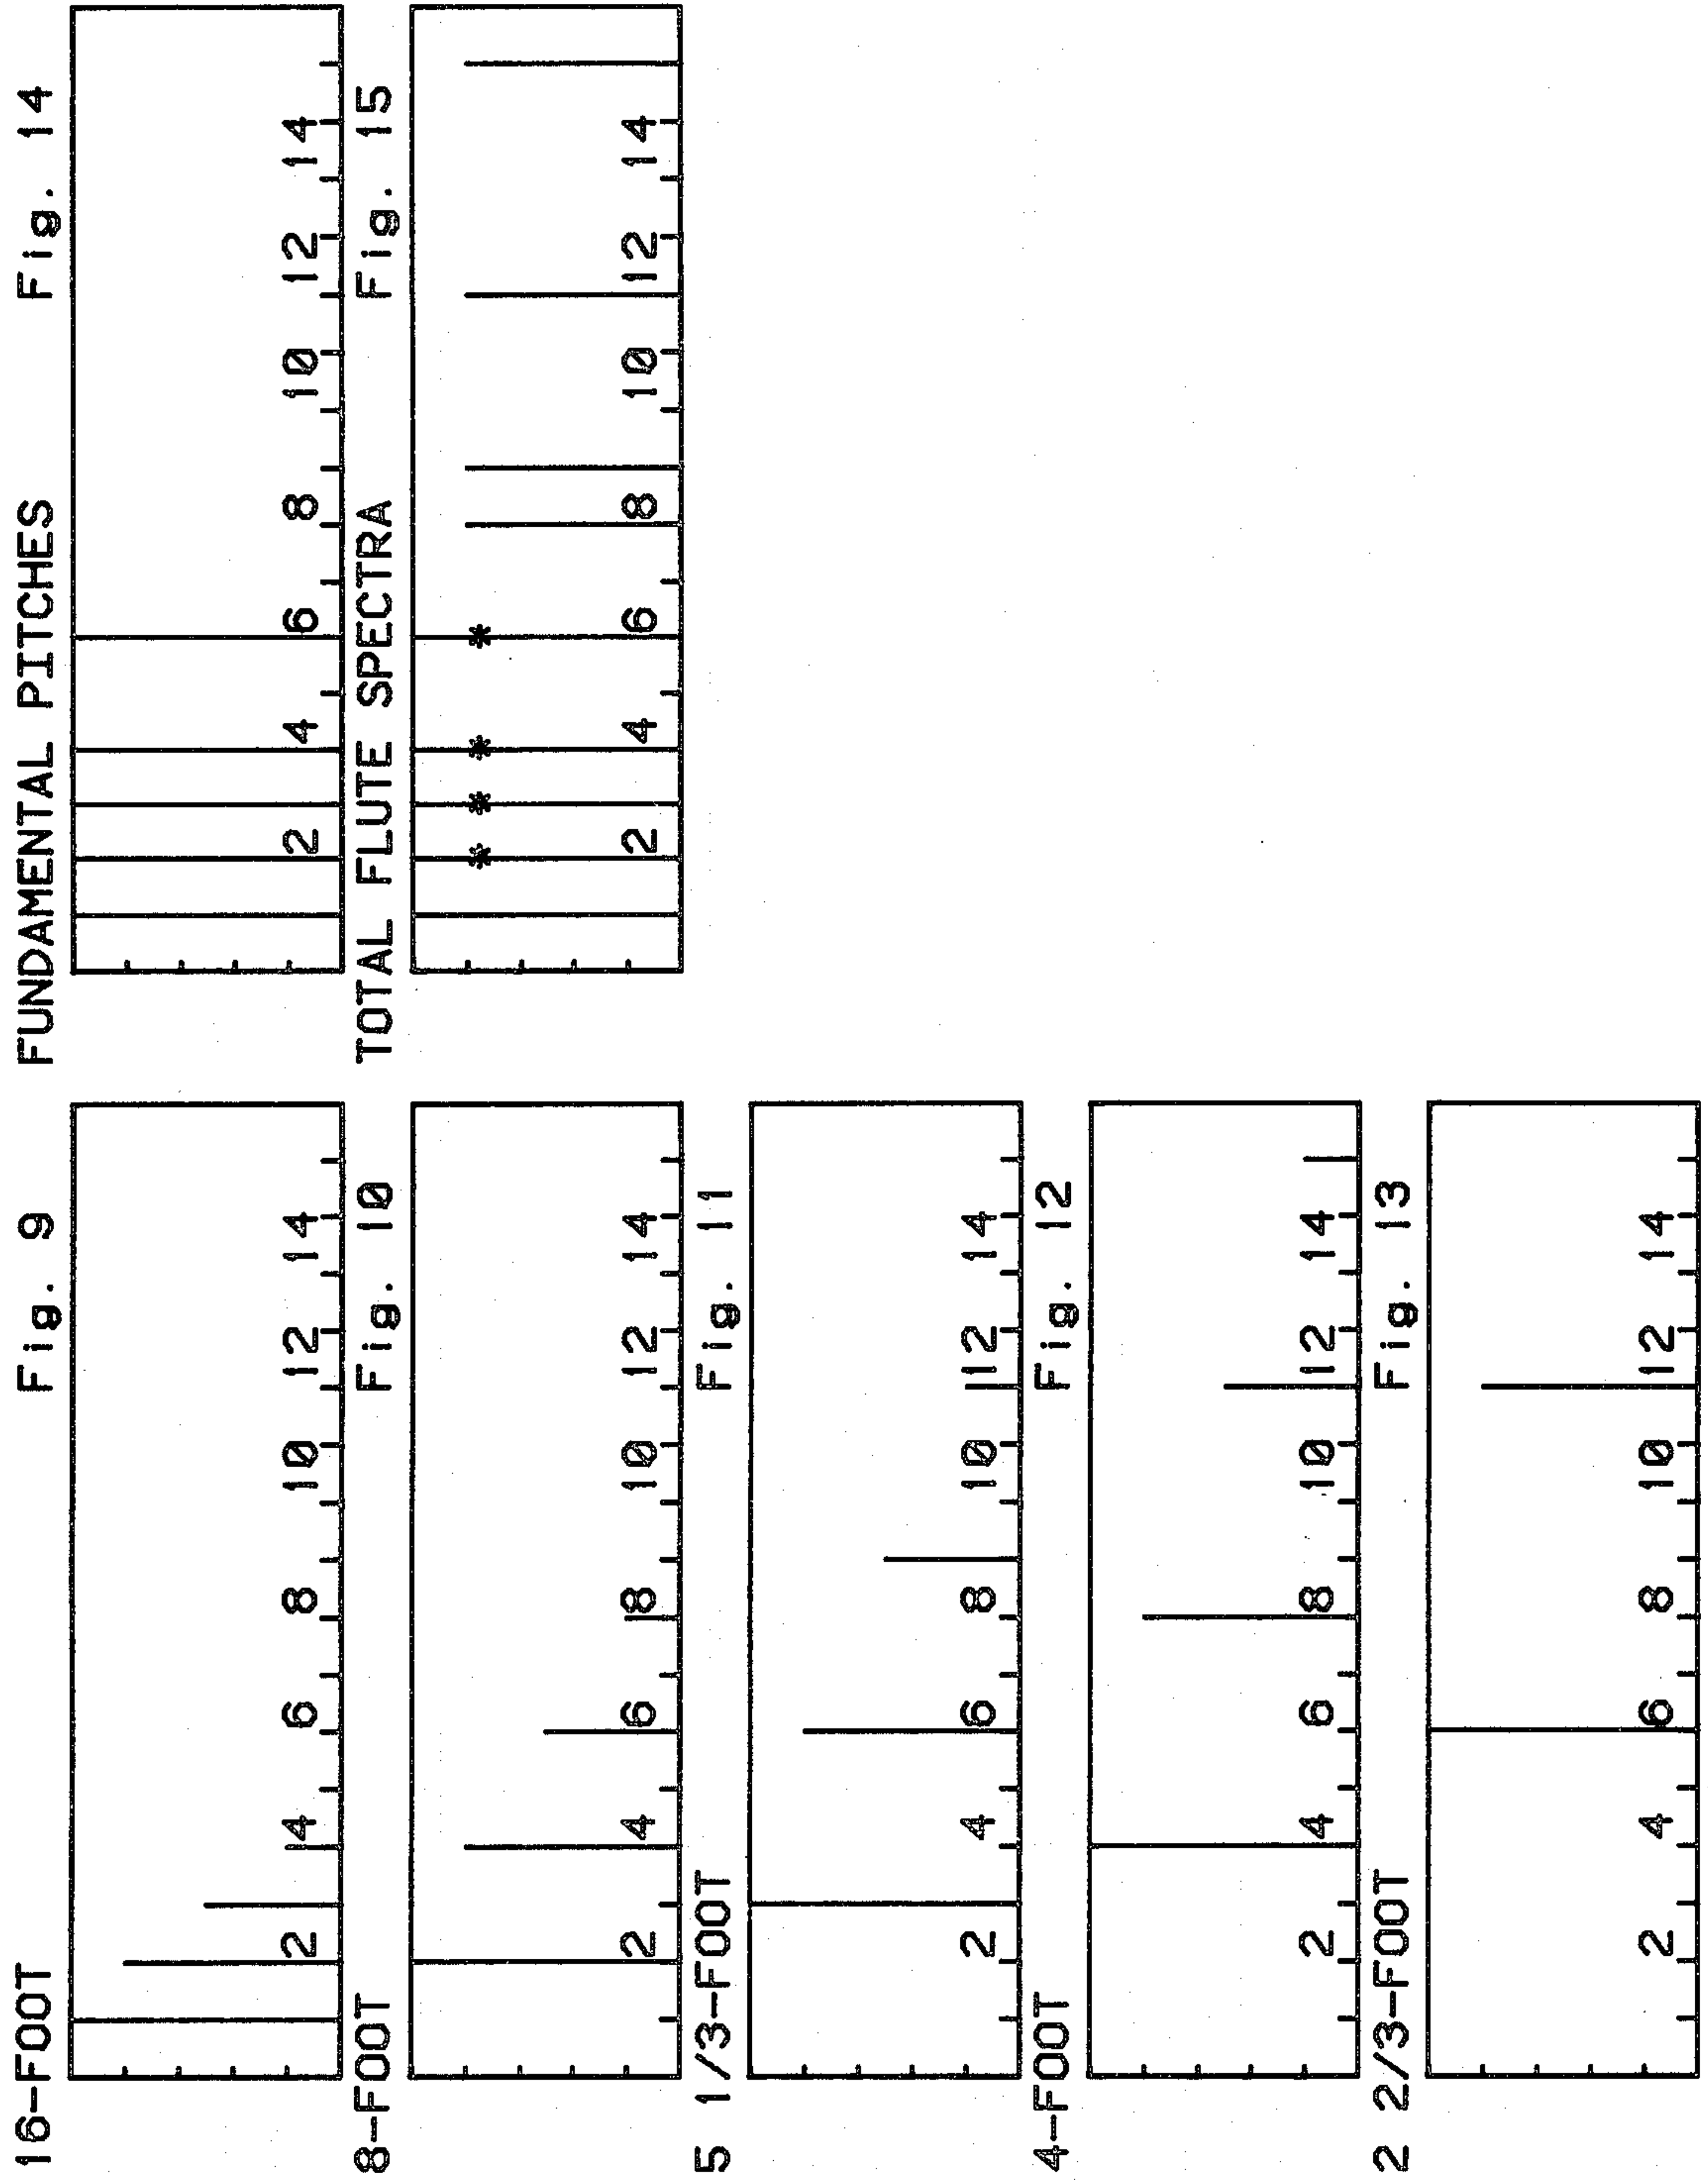 16-FOOT Fig. 9
2 4 6 8 10 12 14
8-FOOT Fig. 10
2 4 6 8 10 12 14
5 1/3-FOOT Fig. 11
2 4 6 8 10 12 14
4-FOOT Fig. 12
2 4 6 8 10 12 14
2 2/3-FOOT Fig. 13
2 4 6 8 10 12 14
FUNDAMENTAL PITCHES Fig. 14
2 4 6 8 10 12 14
TOTAL FLUTE SPECTRA Fig. 15
* * * *
2 4 6 8 10 12 14